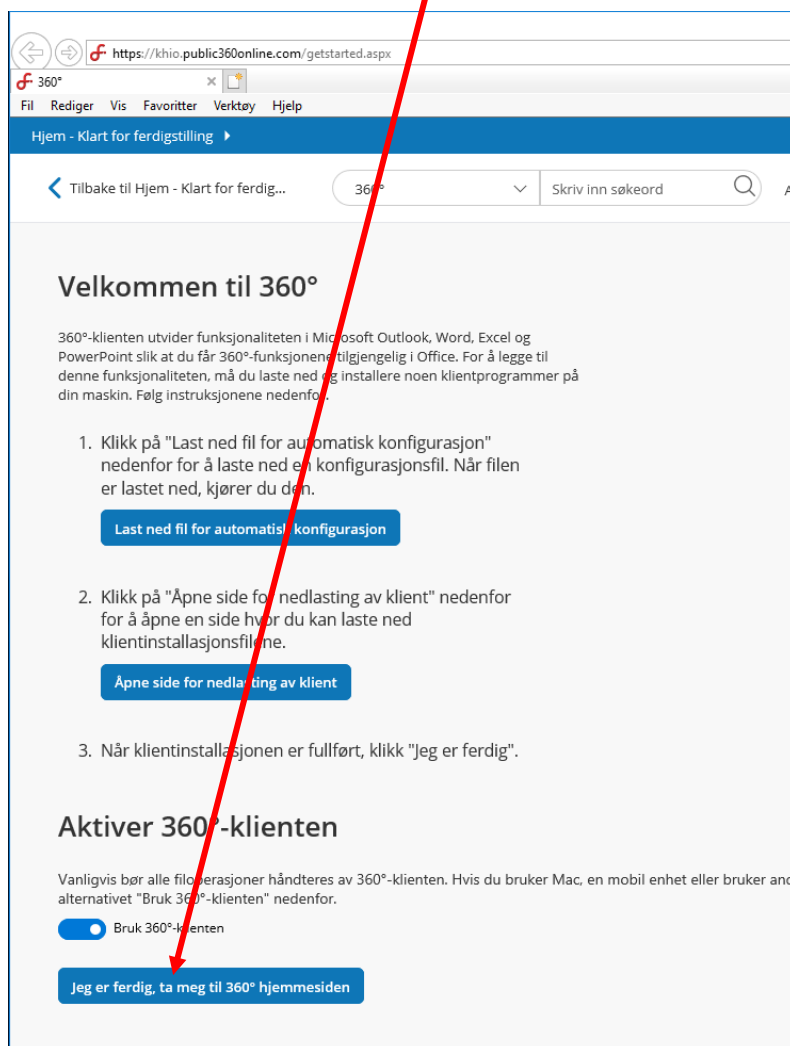 https://khio.public360online.com/getstarted.aspx
360°
Fil Rediger Vis Favoritter Verktøy Hjelp
Hjem - Klart for ferdigstilling
Tilbake til Hjem - Klart for ferdig... 360° Skriv inn søkeord A
Velkommen til 360°
360°-klienten utvider funksjonaliteten i Microsoft Outlook, Word, Excel og
PowerPoint slik at du får 360°-funksjonene tilgjengelig i Office. For å legge til
denne funksjonaliteten, må du laste ned og installere noen klientprogrammer på
din maskin. Følg instruksjonene nedenfor.
1. Klikk på "Last ned fil for automatisk konfigurasjon"
nedenfor for å laste ned en konfigurasjonsfil. Når filen
er lastet ned, kjører du den.
Last ned fil for automatisk konfigurasjon
2. Klikk på "Åpne side for nedlasting av klient" nedenfor
for å åpne en side hvor du kan laste ned
klientinstallasjonsfilene.
Åpne side for nedlasting av klient
3. Når klientinstallasjonen er fullført, klikk "Jeg er ferdig".
Aktiver 360°-klienten
Vanligvis bør alle filoperasjoner håndteres av 360°-klienten. Hvis du bruker Mac, en mobil enhet eller bruker and
alternativet "Bruk 360°-klienten" nedenfor.
Bruk 360°-klienten
Jeg er ferdig, ta meg til 360° hjemmesiden